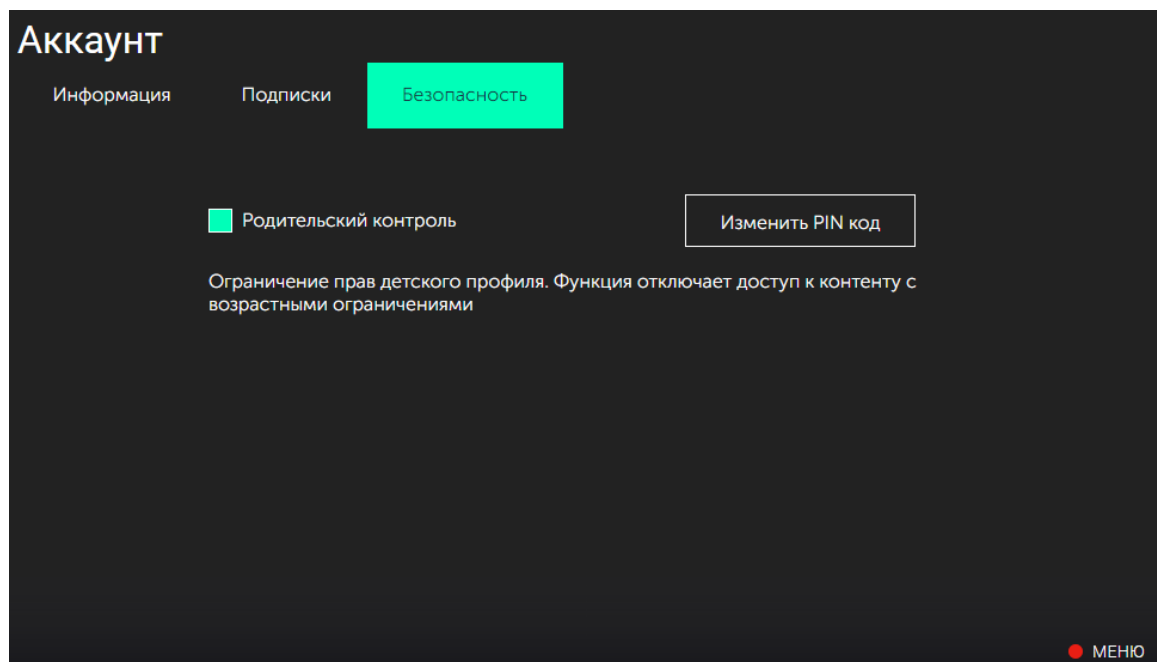 Аккаунт
Информация Подписки Безопасность
Родительский контроль Изменить PIN код
Ограничение прав детского профиля. Функция отключает доступ к контенту с
возрастными ограничениями
МЕНЮ